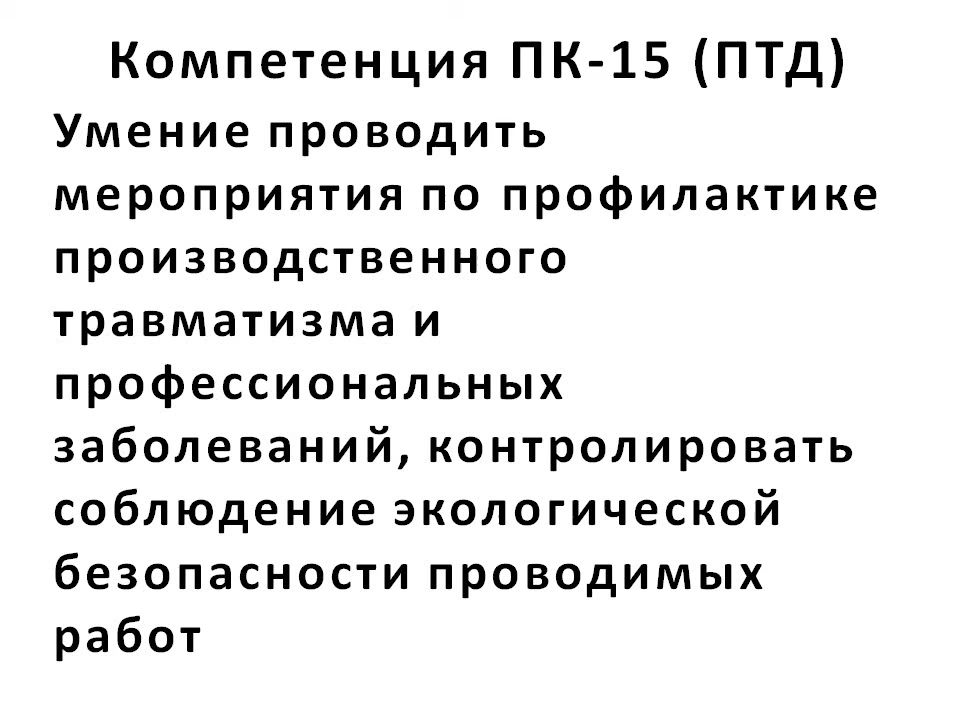 Компетенция ПК-15 (ПТД)
Умение проводить
мероприятия по профилактике
производственного
травматизма и
профессиональных
заболеваний, контролировать
соблюдение экологической
безопасности проводимых
работ